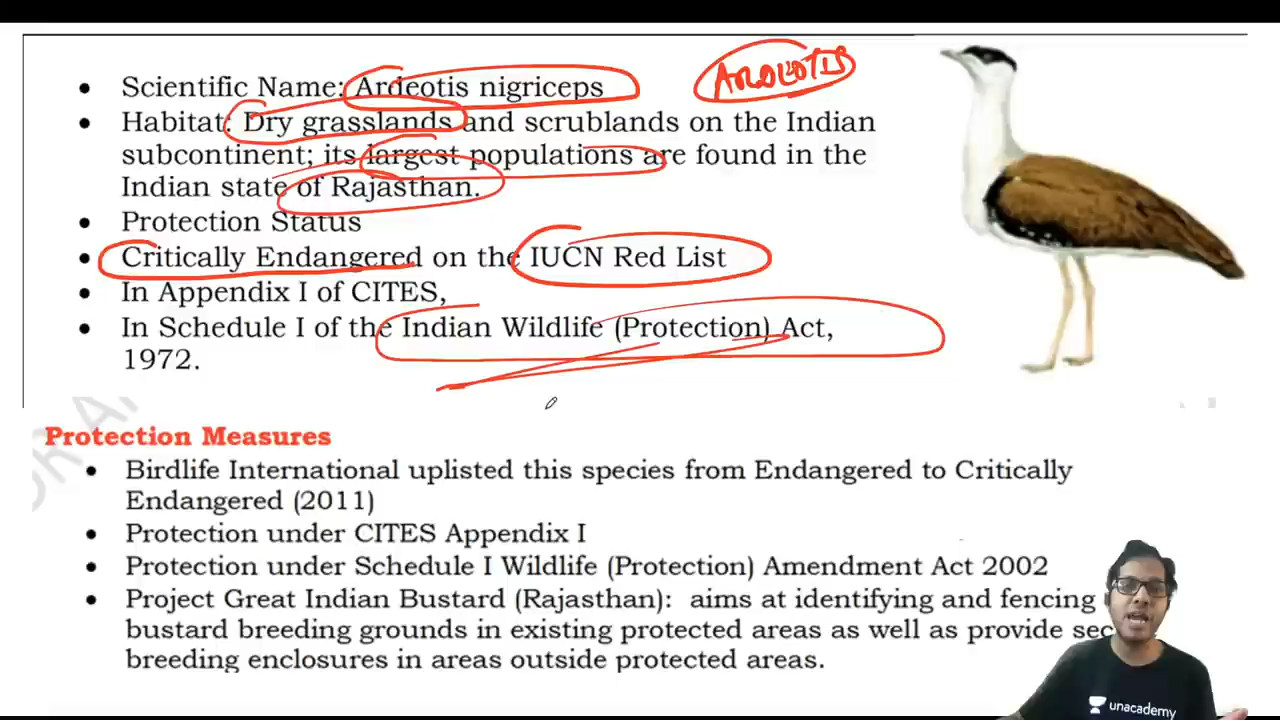 • Scientific Name: Ardeotis nigriceps
ARDEOTIS
• Habitat: Dry grasslands and scrublands on the Indian
subcontinent; its largest populations are found in the
Indian state of Rajasthan.
• Protection Status
• Critically Endangered on the IUCN Red List
• In Appendix I of CITES,
• In Schedule I of the Indian Wildlife (Protection) Act,
1972.
Protection Measures
• Birdlife International uplisted this species from Endangered to Critically
Endangered (2011)
• Protection under CITES Appendix I
• Protection under Schedule I Wildlife (Protection) Amendment Act 2002
• Project Great Indian Bustard (Rajasthan): aims at identifying and fencing
bustard breeding grounds in existing protected areas as well as provide
breeding enclosures in areas outside protected areas.
unacademy